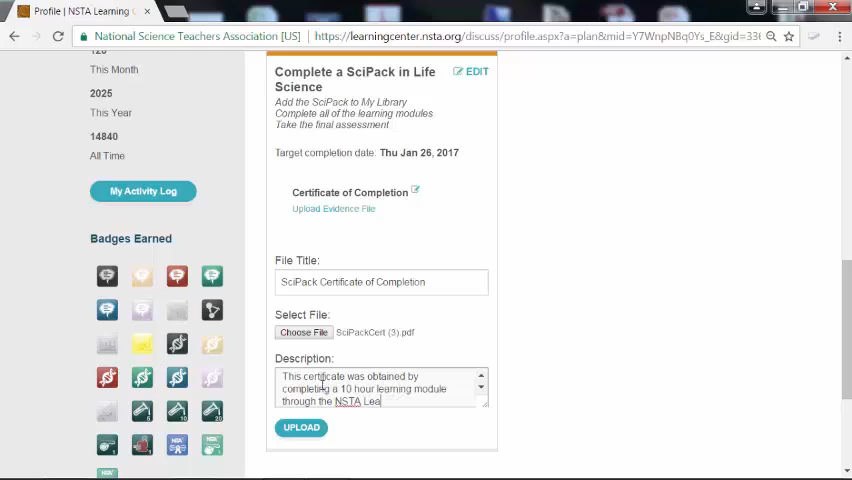 Profile | NSTA Learning C
National Science Teachers Association [US]
https://learningcenter.nsta.org/discuss/profile.aspx?a=plan&mid=Y7WnpNBq0Ys_E&gid=336
120
This Month
2025
This Year
14840
All Time
My Activity Log
Badges Earned
Complete a SciPack in Life
Science
EDIT
Add the SciPack to My Library
Complete all of the learning modules
Take the final assessment
Target completion date: Thu Jan 26, 2017
Certificate of Completion
Upload Evidence File
File Title:
SciPack Certificate of Completion
Select File:
Choose File SciPackCert (3).pdf
Description:
This certificate was obtained by
completing a 10 hour learning module
through the NSTA Lea
UPLOAD
5
10
20